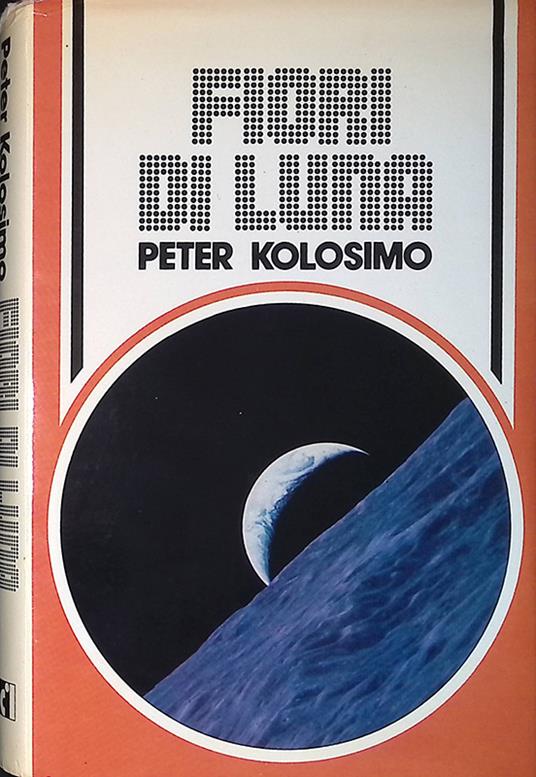 FIORI
DI LUNA
PETER KOLOSIMO
Peter Kolosimo FIORI DI LUNA